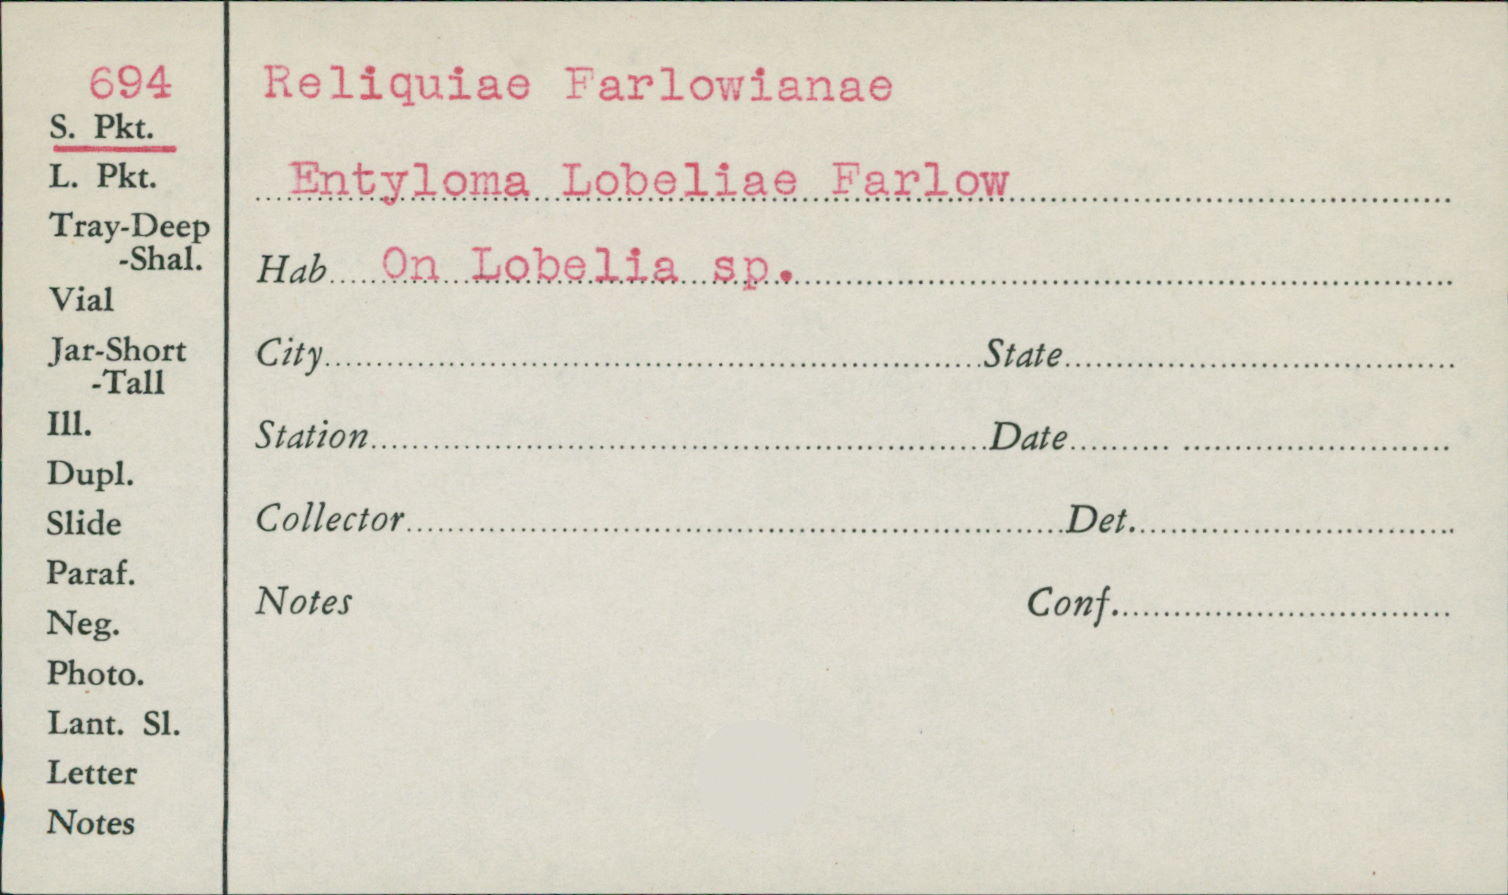 694
S. Pkt.
L. Pkt.
Tray-Deep
-Shal.
Vial
Jar-Short
-Tall
Ill.
Dupl.
Slide
Paraf.
Neg.
Photo.
Lant. Sl.
Letter
Notes
Reliquiae Farlowianae
Entyloma Lobeliae Farlow
Hab....On Lobelia sp.
City State
Station Date
Collector Det.
Notes Conf.